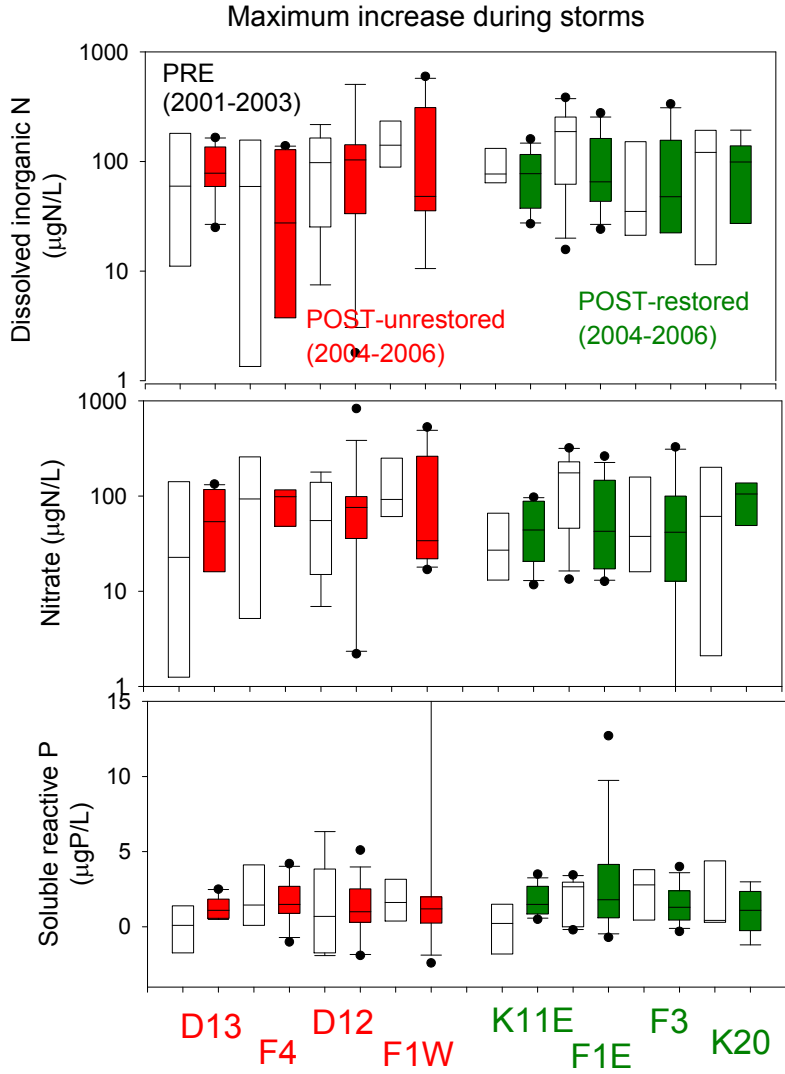 Maximum increase during storms
Dissolved inorganic N
(µgN/L)
1000
100
10
1
PRE
(2001-2003)
POST-unrestored
(2004-2006)
POST-restored
(2004-2006)
Nitrate (µgN/L)
1000
100
10
1
Soluble reactive P
(µgP/L)
15
10
5
0
D13
F4
D12
F1W
K11E
F1E
F3
K20